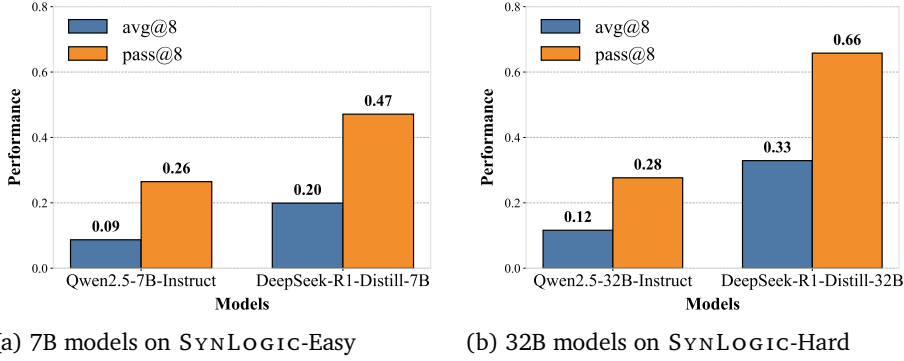 0.8
avg@8
pass@8
0.6
0.47
0.4
0.26
0.20
0.2
0.09
0.0
Performance
Qwen2.5-7B-Instruct DeepSeek-R1-Distill-7B
Models
(a) 7B models on SYNLOGIC-Easy
0.8
avg@8
pass@8
0.66
0.6
0.4
0.33
0.28
0.2
0.12
0.0
Performance
Qwen2.5-32B-Instruct DeepSeek-R1-Distill-32B
Models
(b) 32B models on SYNLOGIC-Hard